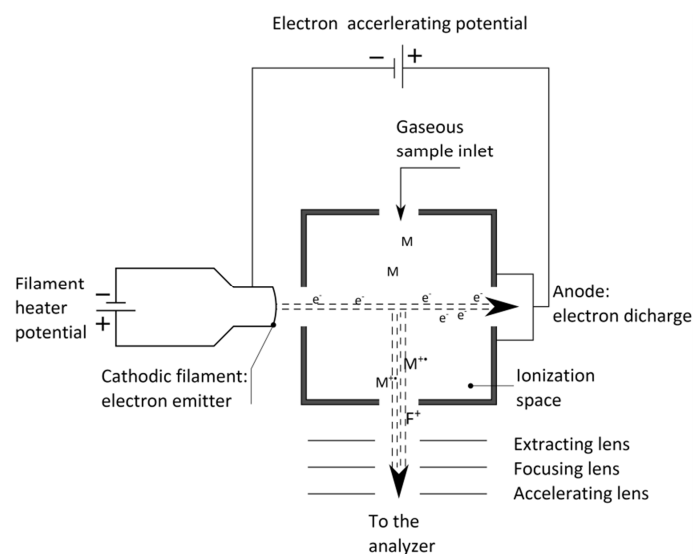 Electron  accerlerating potential
− +
Gaseous
sample inlet
M
M
Filament
heater
potential
−
+
e⁻ e⁻ e⁻ e⁻
e⁻ e⁻
Anode:
electron dicharge
Cathodic filament:
electron emitter
M⁺•
M⁺•
F⁺
Ionization
space
Extracting lens
Focusing lens
Accelerating lens
To the
analyzer